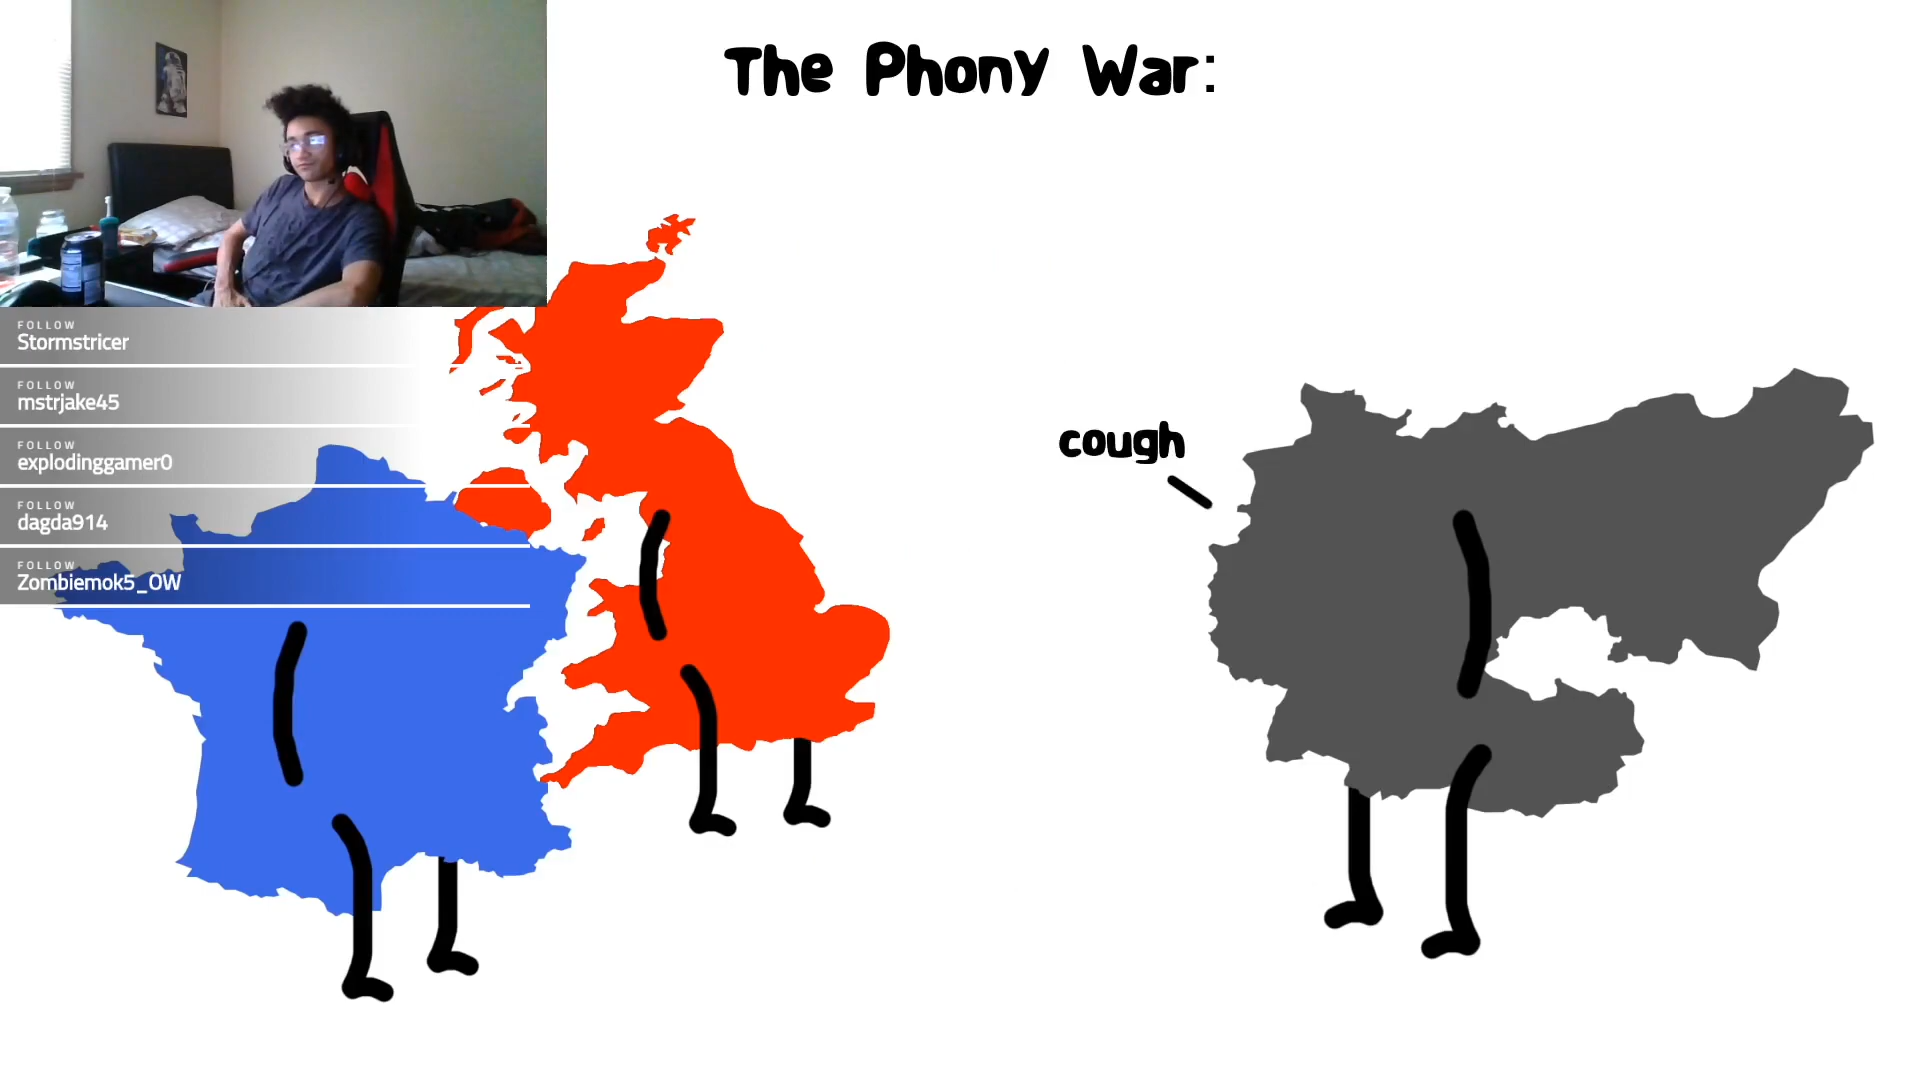 The Phony War:
FOLLOW
Stormstricer
FOLLOW
mstrjake45
FOLLOW
explodinggamer0
FOLLOW
dagda914
FOLLOW
Zombiemok5_OW
cough